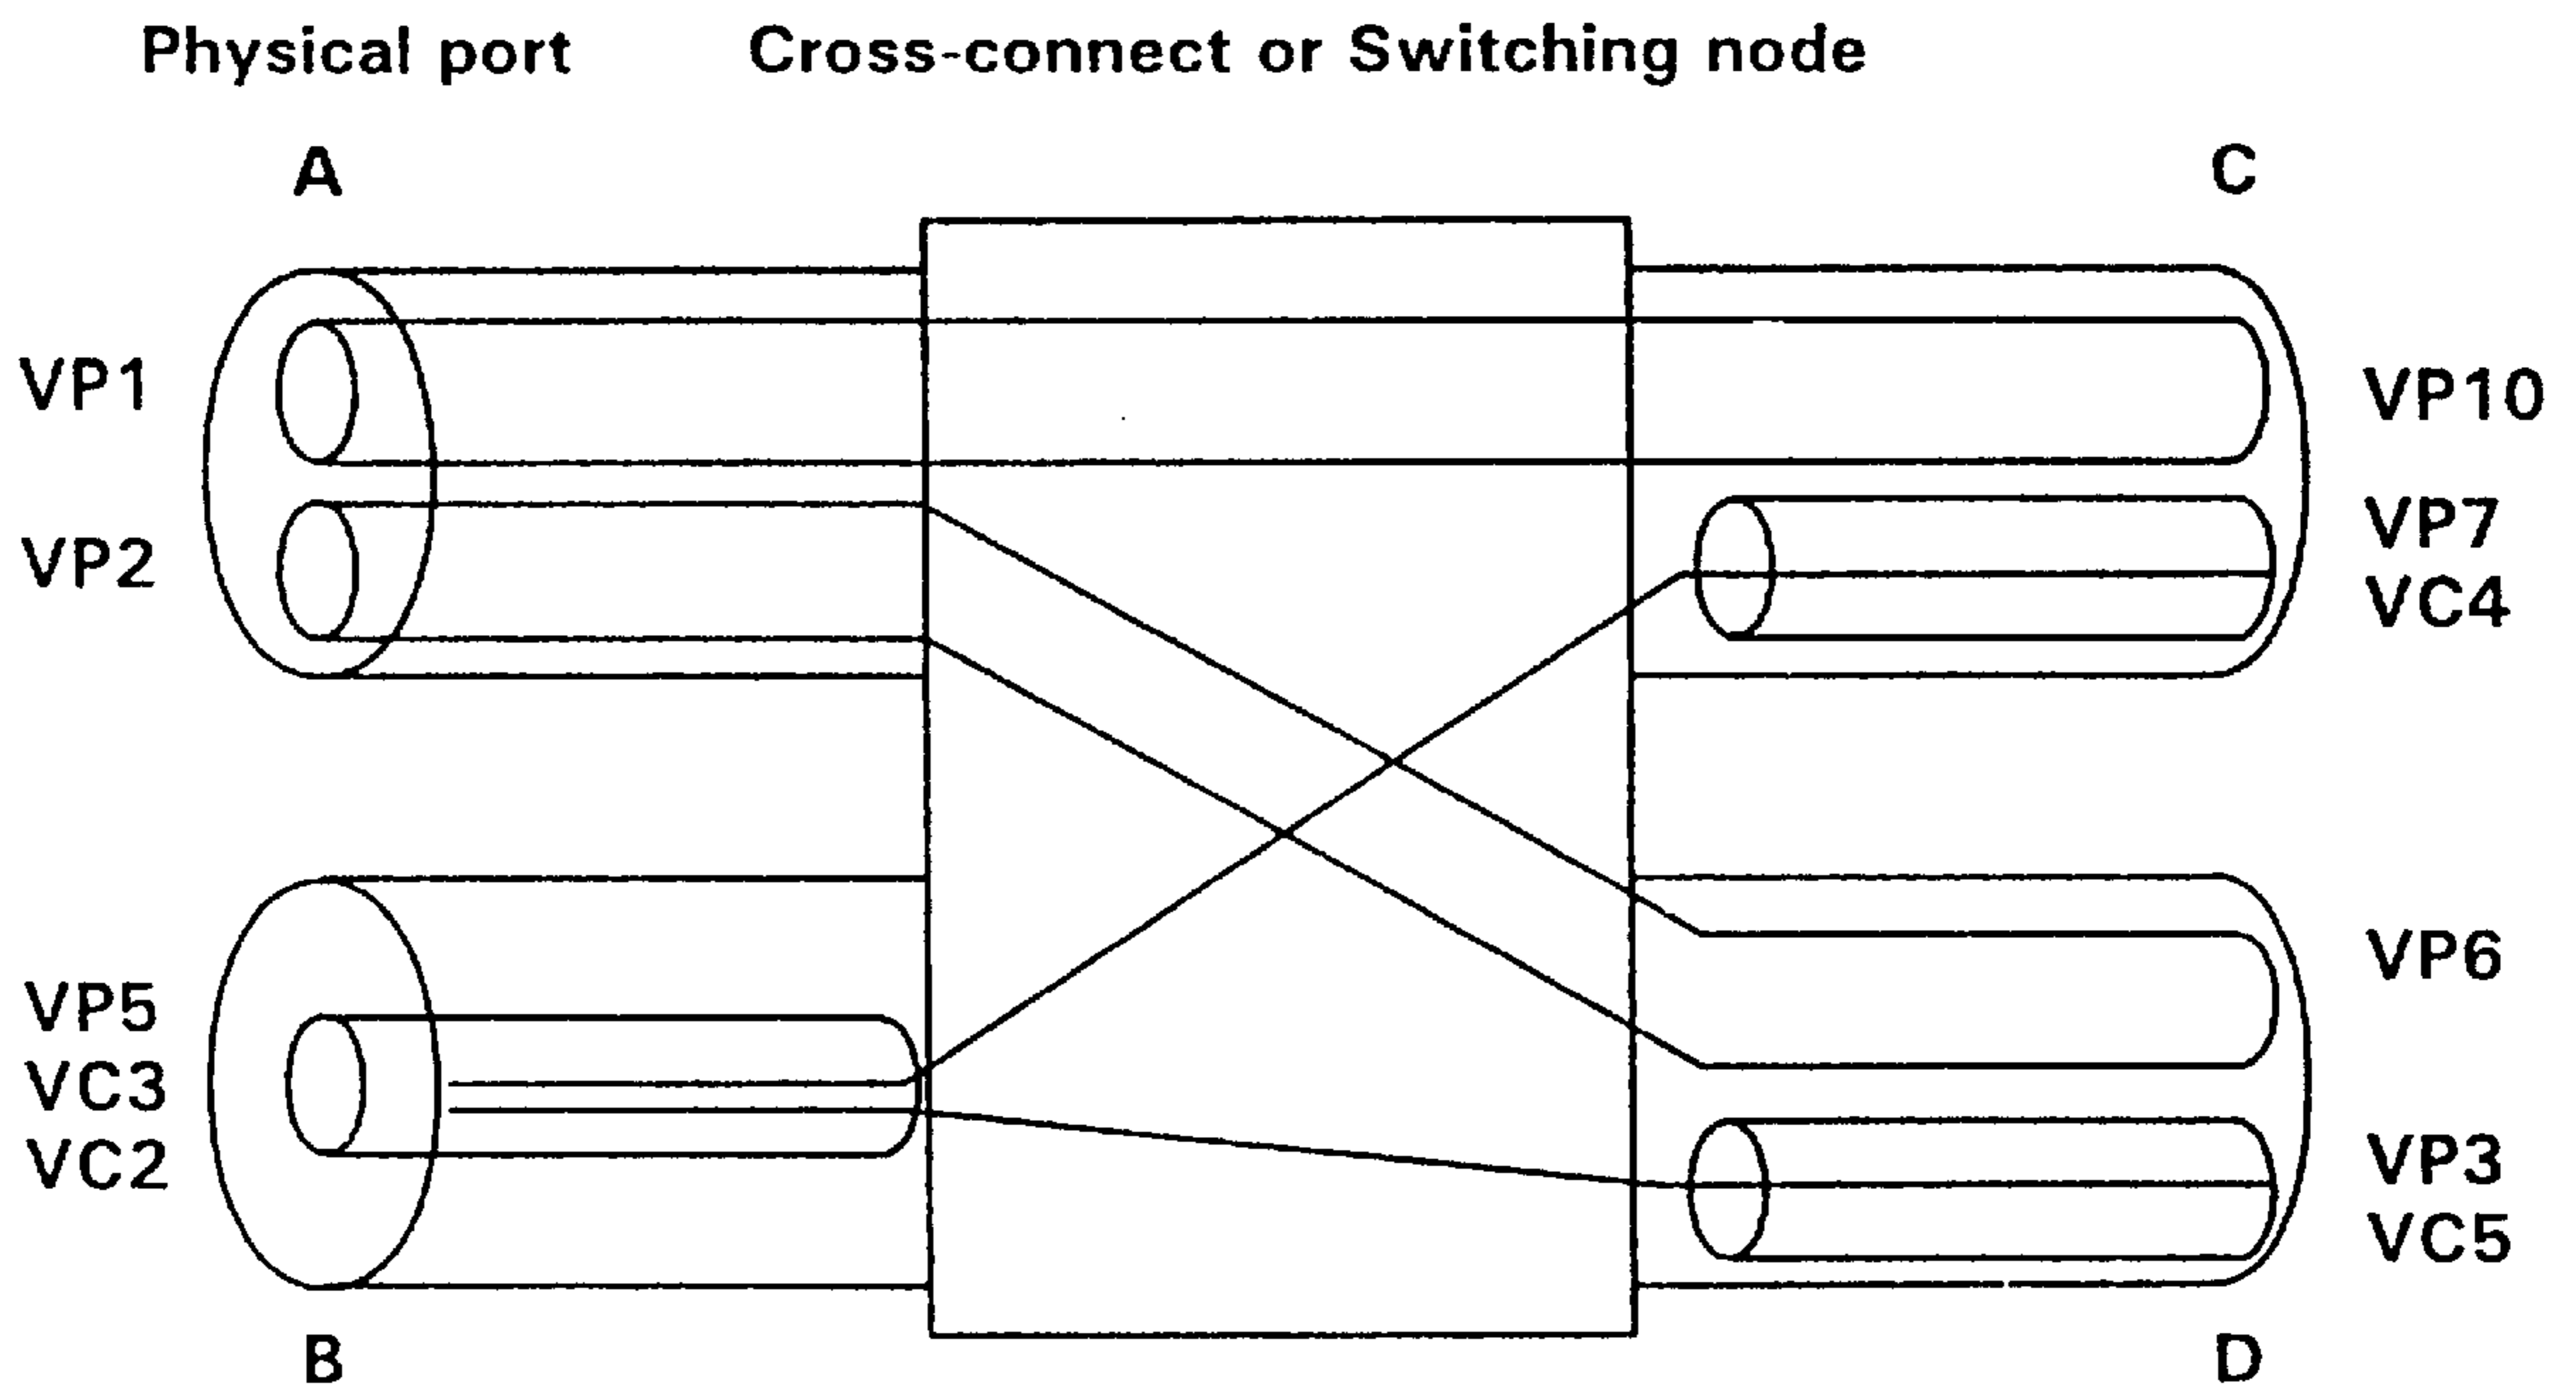 Physical port
Cross-connect or Switching node
A
C
VP1
VP2
VP10
VP7
VC4
VP5
VC3
VC2
VP6
VP3
VC5
B
D